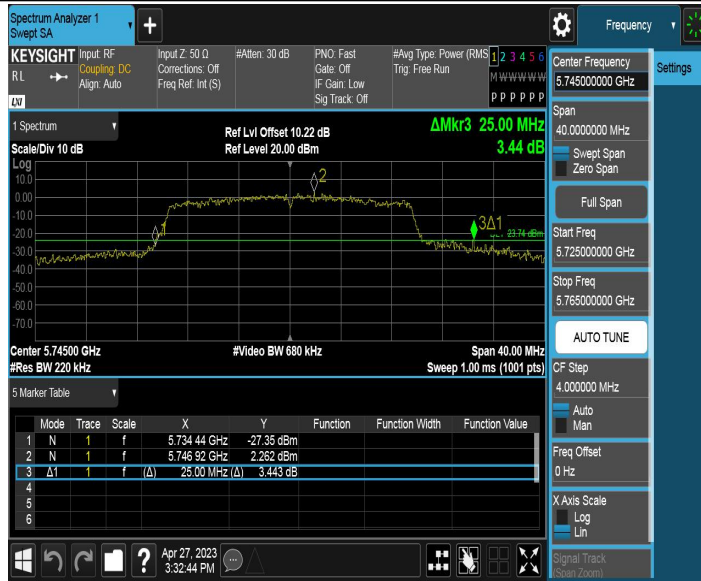 Spectrum Analyzer 1
Swept SA
+
Frequency
KEYSIGHT
RL
LXI
Input: RF
Coupling: DC
Align: Auto
Input Z: 50 Ω
Corrections: Off
Freq Ref: Int (S)
#Atten: 30 dB
PNO: Fast
Gate: Off
IF Gain: Low
Sig Track: Off
#Avg Type: Power (RMS
Trig: Free Run
1 2 3 4 5 6
M W W W W W
P P P P P P
1 Spectrum
Scale/Div 10 dB
Ref Lvl Offset 10.22 dB
Ref Level 20.00 dBm
ΔMkr3 25.00 MHz
3.44 dB
Log
10.0
0.00
-10.0
-20.0
-30.0
-40.0
-50.0
-60.0
-70.0
1
2
3Δ1
-23.74 dBm
Center 5.74500 GHz
#Video BW 680 kHz
Span 40.00 MHz
#Res BW 220 kHz
Sweep 1.00 ms (1001 pts)
5 Marker Table
Mode Trace Scale X Y Function Function Width Function Value
1 N 1 f 5.734 44 GHz -27.35 dBm
2 N 1 f 5.746 92 GHz 2.262 dBm
3 Δ1 1 f (Δ) 25.00 MHz (Δ) 3.443 dB
4
5
6
?
Apr 27, 2023
3:32:44 PM
Center Frequency
5.745000000 GHz
Settings
Span
40.0000000 MHz
Swept Span
Zero Span
Full Span
Start Freq
5.725000000 GHz
Stop Freq
5.765000000 GHz
AUTO TUNE
CF Step
4.000000 MHz
Auto
Man
Freq Offset
0 Hz
X Axis Scale
Log
Lin
Signal Track
(Span Zoom)